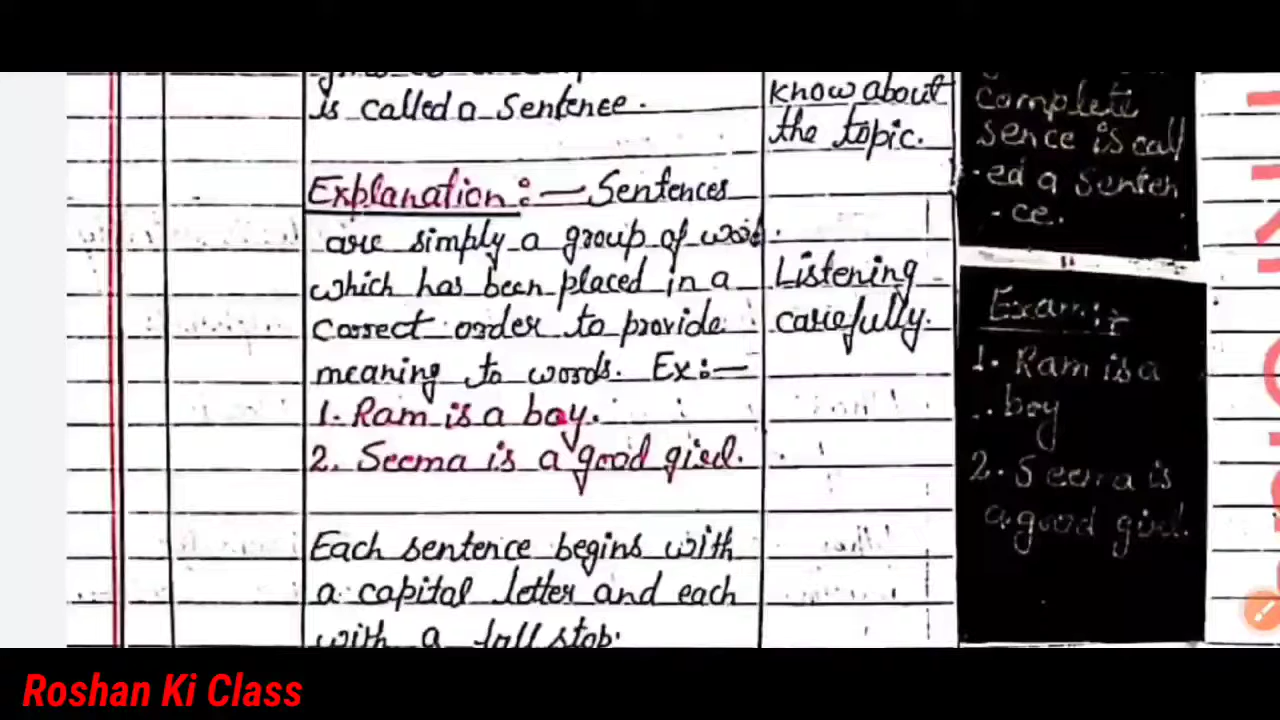 is called a sentence.
Explanation :— Sentences
are simply a group of word
which has been placed in a
correct order to provide
meaning to words. Ex:—
1. Ram is a boy.
2. Seema is a good girl.
Each sentence begins with
a capital letter and each
with a full stop.
know about
the topic.
Listening
carefully.
complete
sence is call
-ed a senten
-ce.
Exam:-
1. Ram is a
boy
2. Seema is
a good girl.
Roshan Ki Class